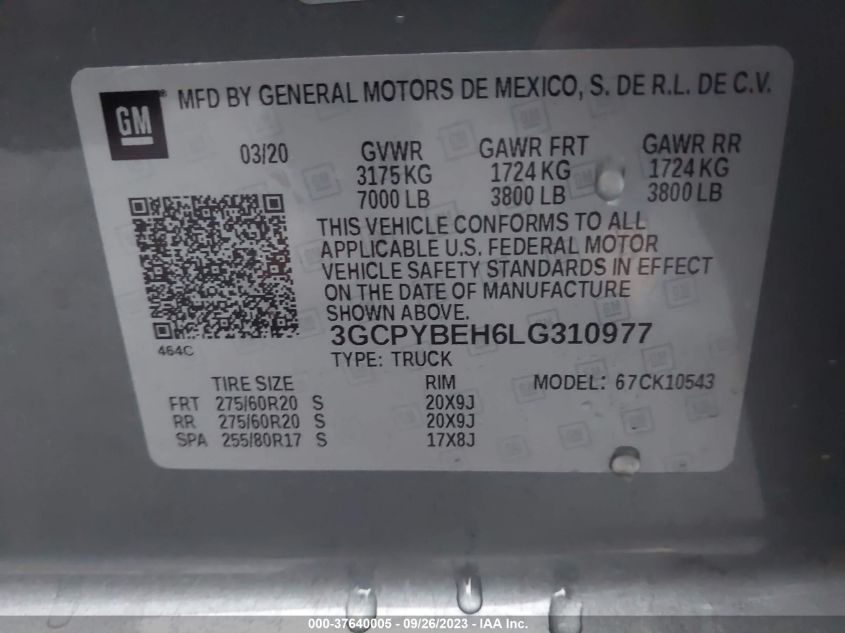 GM ® MFD BY GENERAL MOTORS DE MEXICO, S. DE R.L. DE C.V.
03/20 GVWR GAWR FRT GAWR RR
3175 KG 1724 KG 1724 KG
7000 LB 3800 LB 3800 LB
THIS VEHICLE CONFORMS TO ALL
APPLICABLE U.S. FEDERAL MOTOR
VEHICLE SAFETY STANDARDS IN EFFECT
ON THE DATE OF MANUFACTURE
SHOWN ABOVE.
464C
3GCPYBEH6LG310977
TYPE: TRUCK
TIRE SIZE RIM MODEL: 67CK10543
FRT 275/60R20 S 20X9J
RR 275/60R20 S 20X9J
SPA 255/80R17 S 17X8J
000-37640005 - 09/26/2023 - IAA Inc.